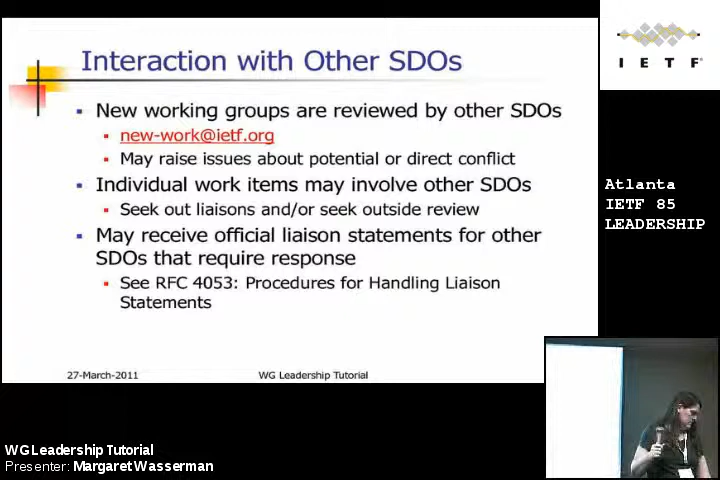 Interaction with Other SDOs
New working groups are reviewed by other SDOs
new-work@ietf.org
May raise issues about potential or direct conflict
Individual work items may involve other SDOs
Seek out liaisons and/or seek outside review
May receive official liaison statements for other
SDOs that require response
See RFC 4053: Procedures for Handling Liaison
Statements
27-March-2011
WG Leadership Tutorial
I E T F®
Atlanta
IETF 85
LEADERSHIP
WG Leadership Tutorial
Presenter: Margaret Wasserman